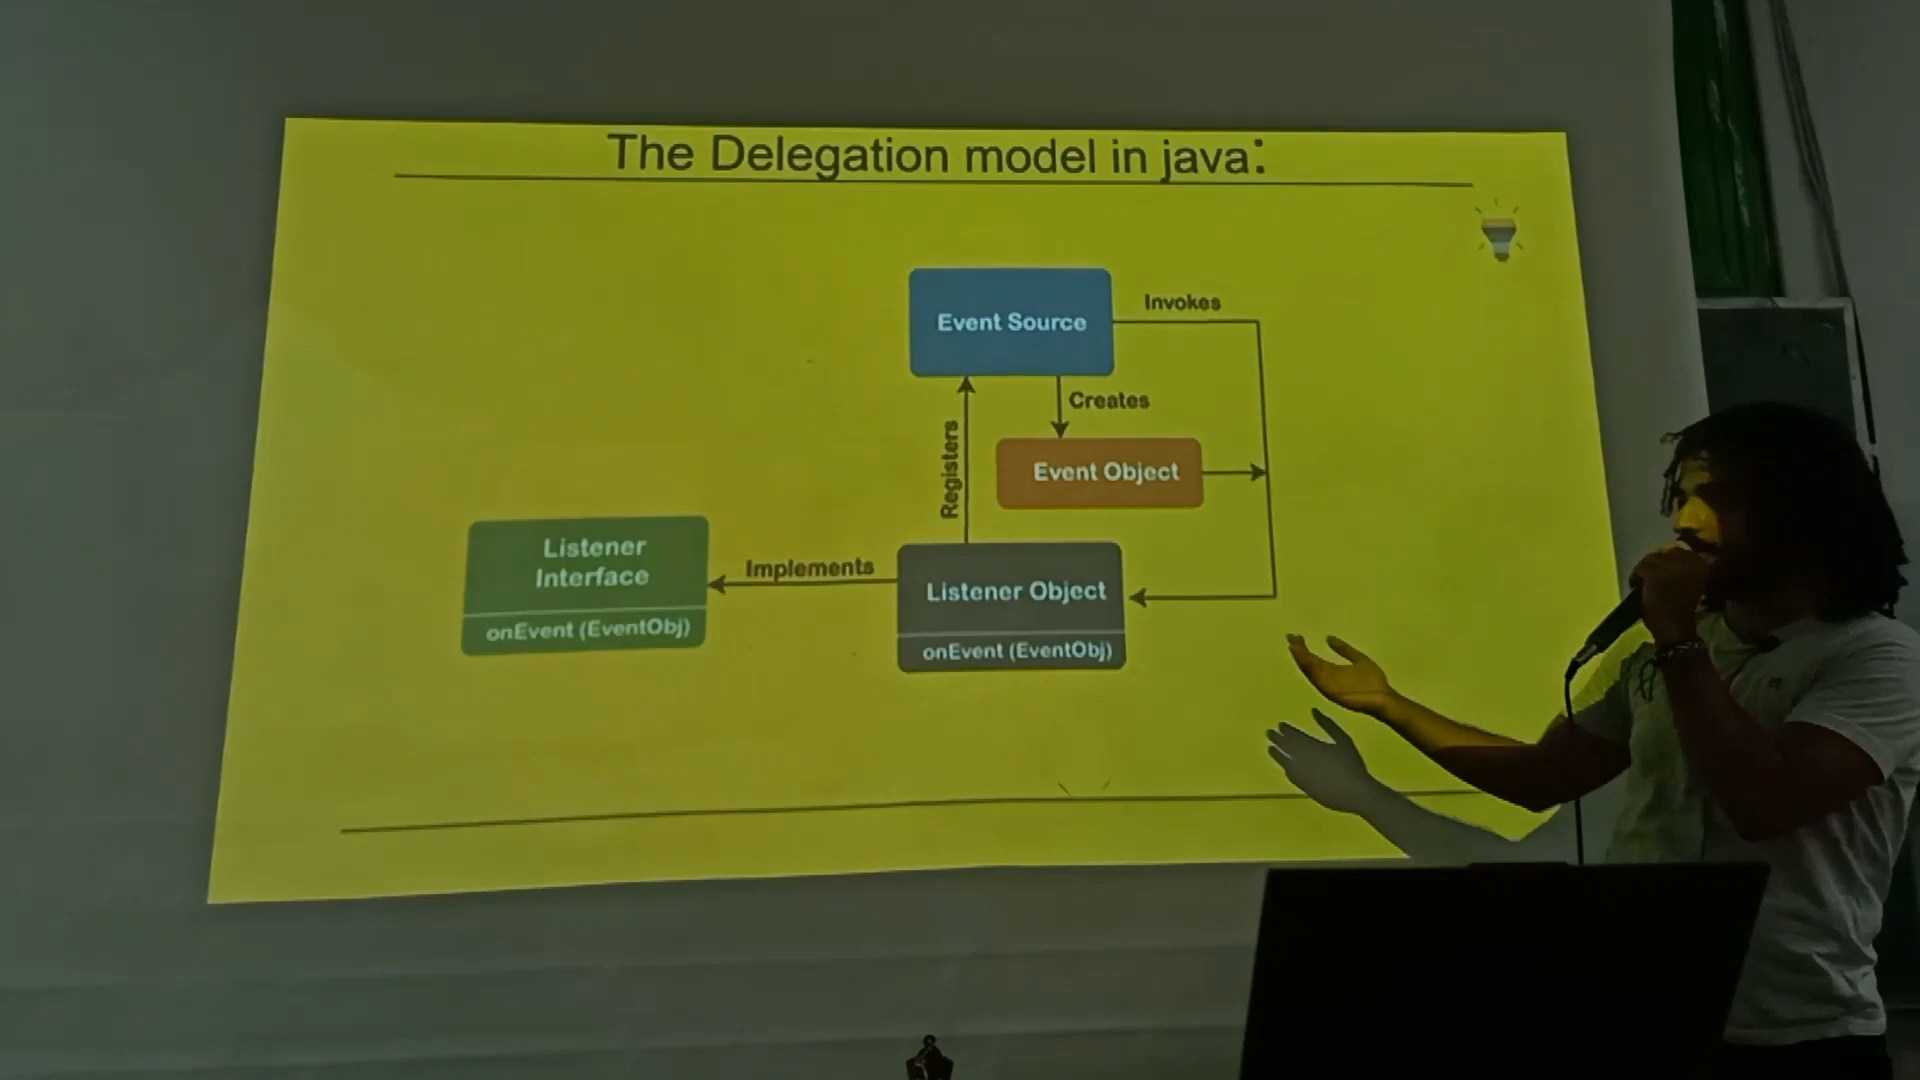 The Delegation model in java:
Event Source
Invokes
Creates
Registers
Event Object
Listener
Interface
onEvent (EventObj)
Implements
Listener Object
onEvent (EventObj)